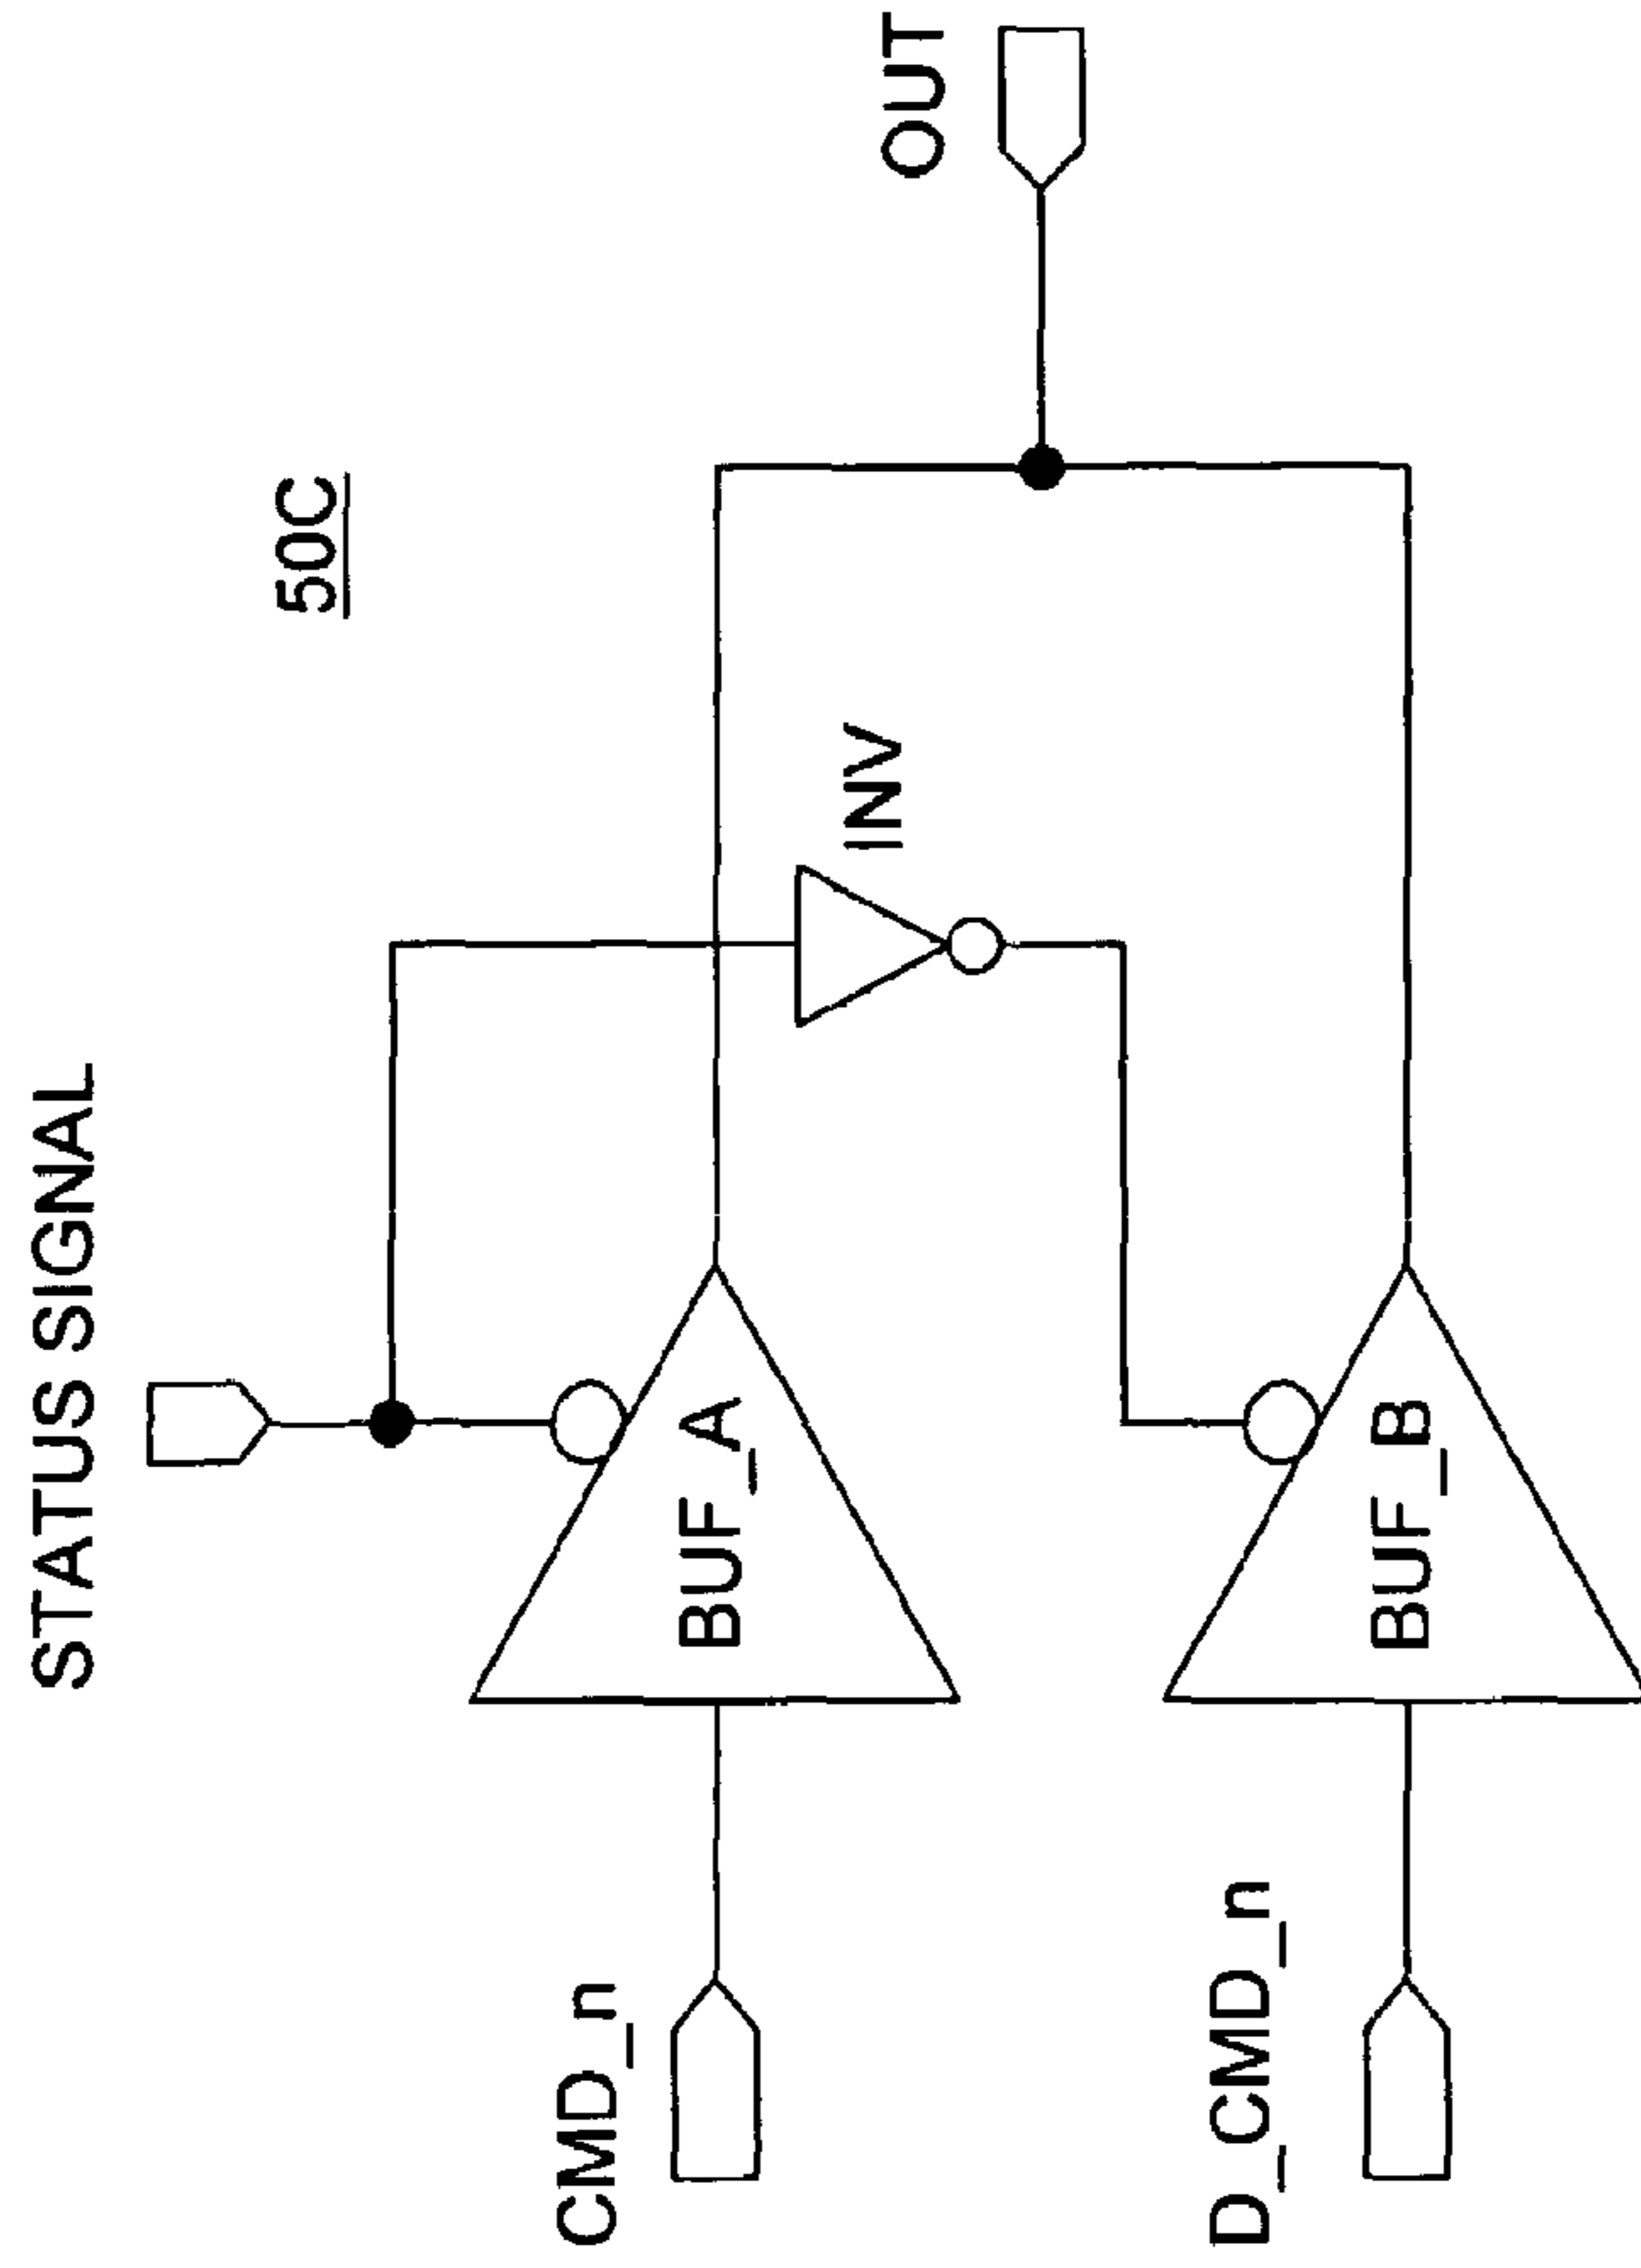 STATUS SIGNAL
50C
CMD_n
BUF_A
INV
OUT
D_CMD_n
BUF_B